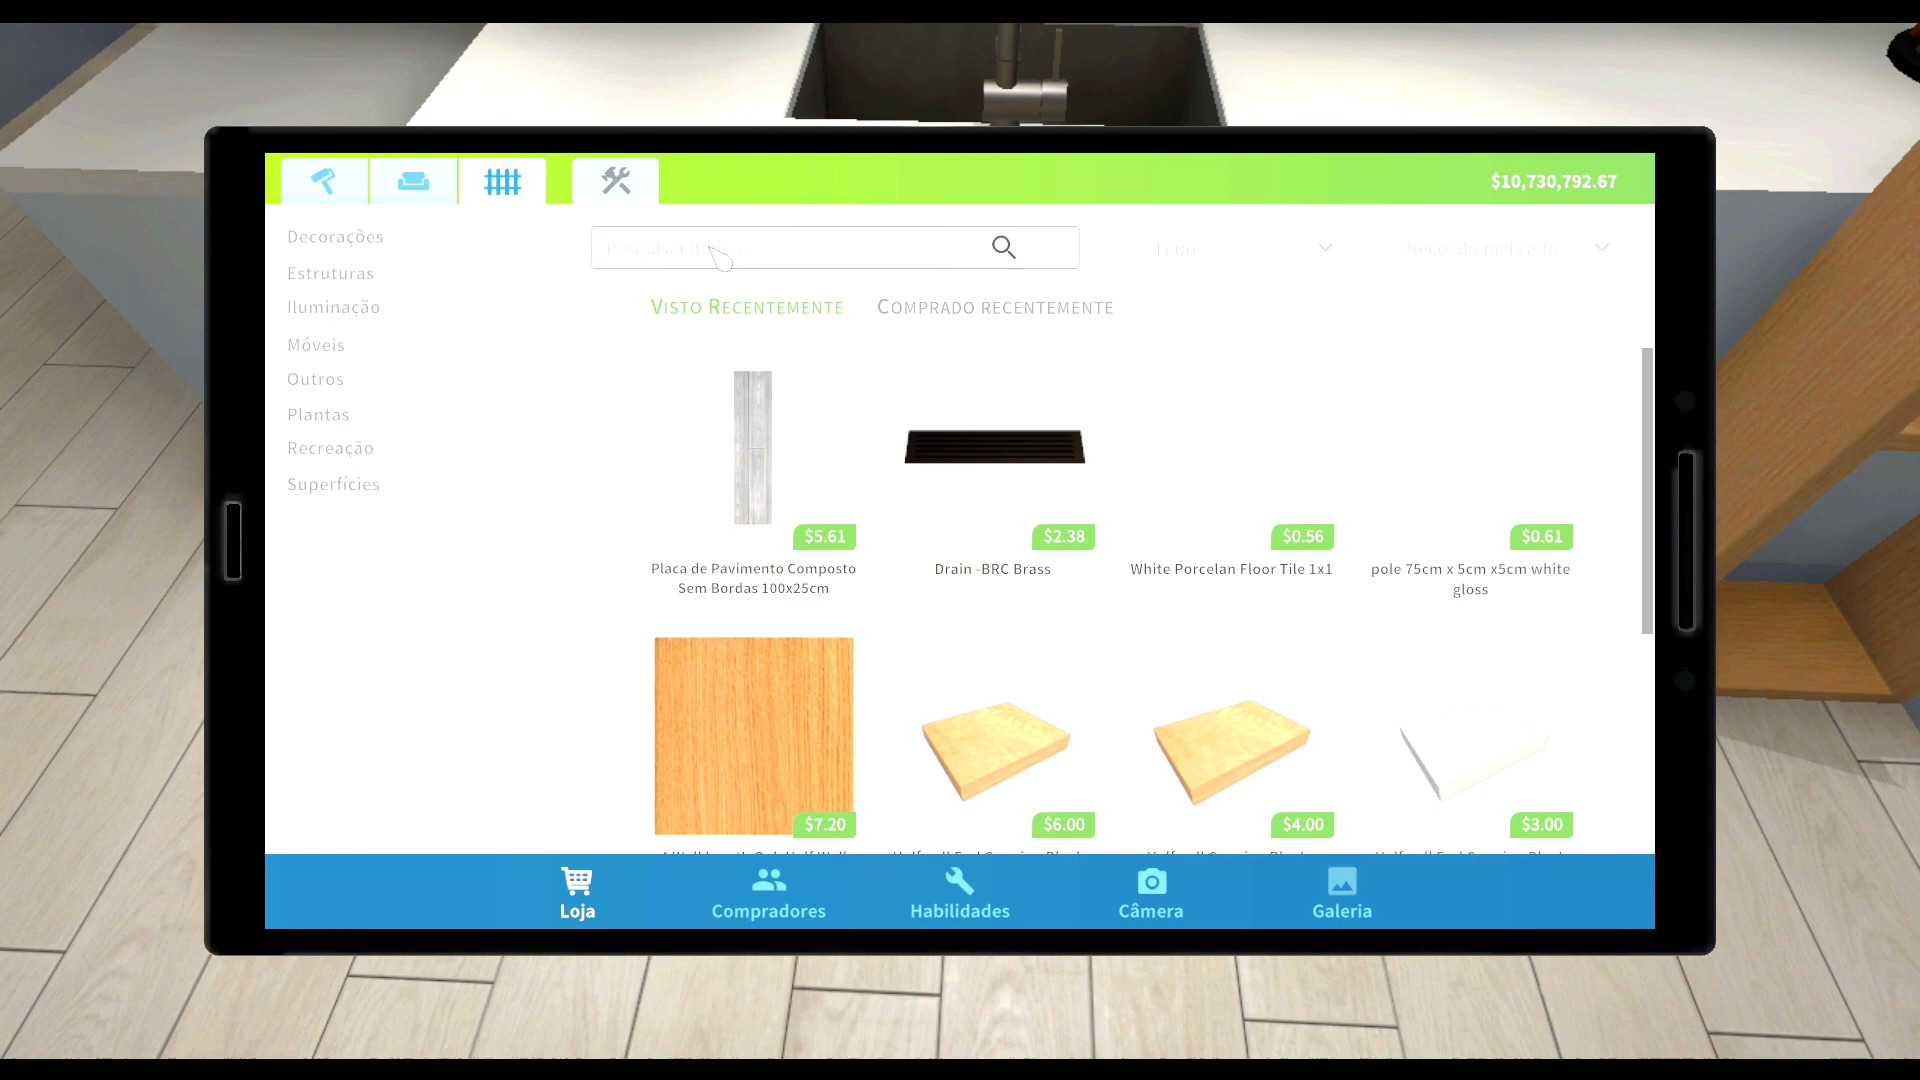 $10,730,792.67
Decorações
Estruturas
Iluminação
Móveis
Outros
Plantas
Recreação
Superfícies
Tudo
VISTO RECENTEMENTE
COMPRADO RECENTEMENTE
$5.61
$2.38
$0.56
$0.61
Placa de Pavimento Composto
Sem Bordas 100x25cm
Drain -BRC Brass
White Porcelan Floor Tile 1x1
pole 75cm x 5cm x5cm white
gloss
$7.20
$6.00
$4.00
$3.00
Loja
Compradores
Habilidades
Câmera
Galeria